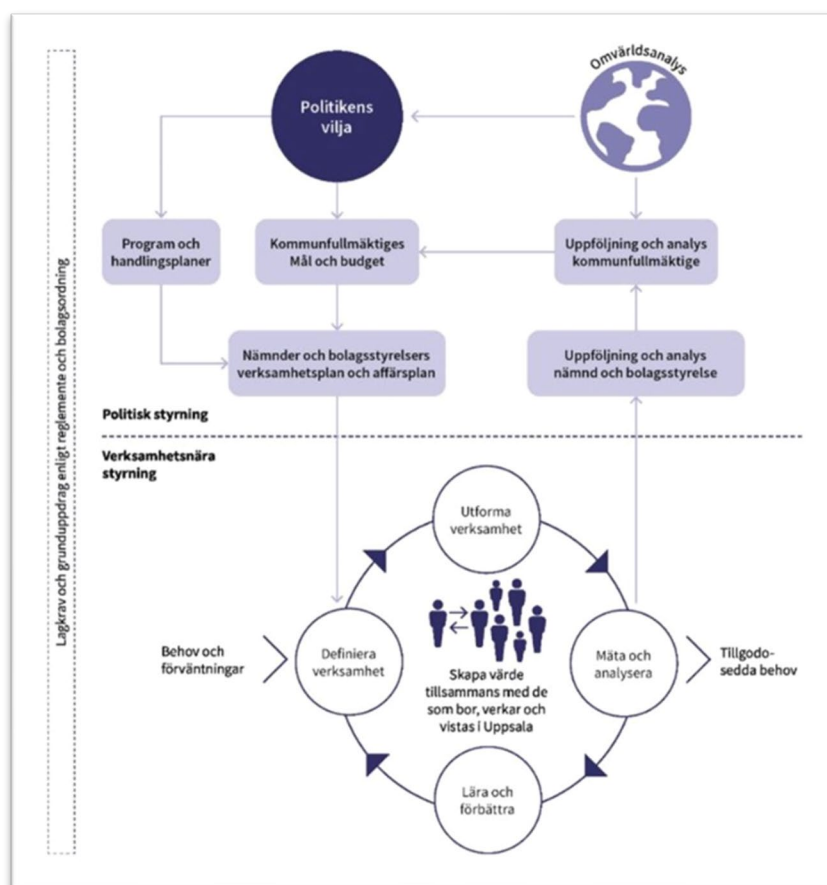 Omvärldsanalys
Politikens
vilja
Program och
handlingsplaner
Kommunfullmäktiges
Mål och budget
Uppföljning och analys
kommunfullmäktige
Nämnder och bolagsstyrelsers
verksamhetsplan och affärsplan
Uppföljning och analys
nämnd och bolagsstyrelse
Lagkrav och grunduppdrag enligt reglemente och bolagsordning
Politisk styrning
Verksamhetsnära
styrning
Utforma
verksamhet
Behov och
förväntningar
Definiera
verksamhet
Skapa värde
tillsammans med de
som bor, verkar och
vistas i Uppsala
Mäta och
analysera
Tillgodo-
sedda behov
Lära och
förbättra